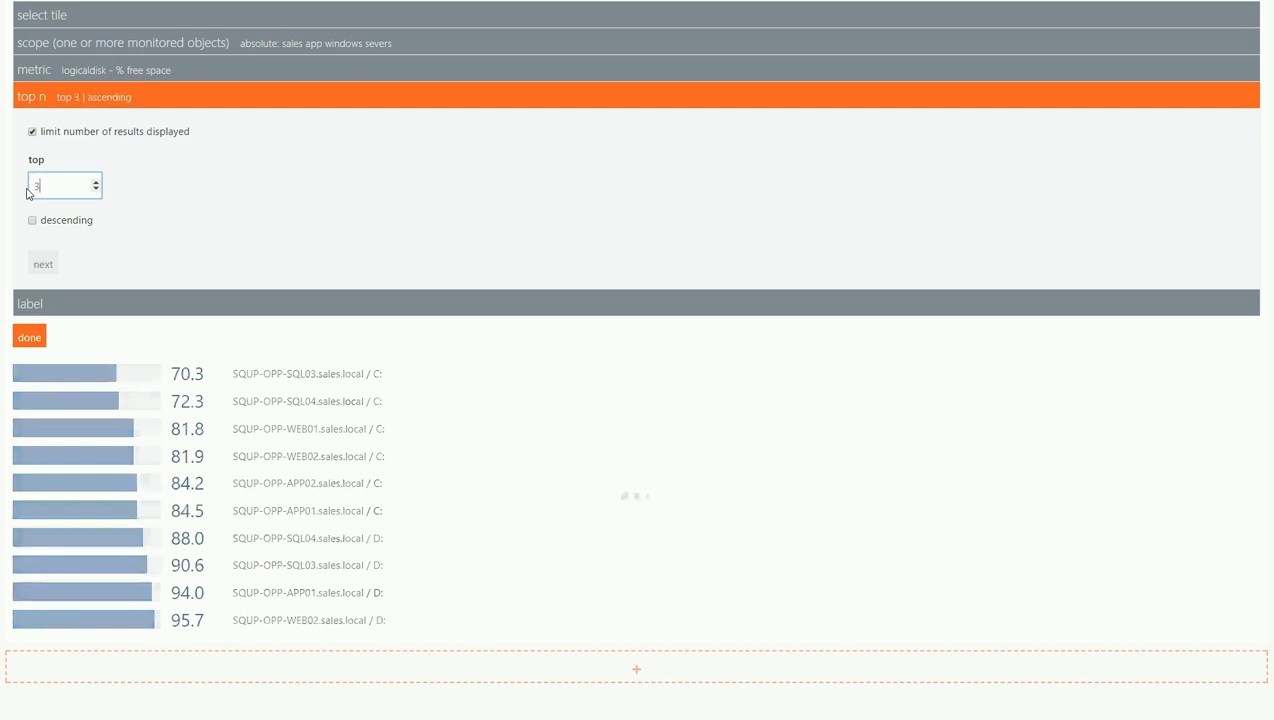 select tile
scope (one or more monitored objects) absolute: sales app windows severs
metric logicaldisk - % free space
top n top 3 | ascending
limit number of results displayed
top
3
descending
next
label
done
70.3 SQUP-OPP-SQL03.sales.local / C:
72.3 SQUP-OPP-SQL04.sales.local / C:
81.8 SQUP-OPP-WEB01.sales.local / C:
81.9 SQUP-OPP-WEB02.sales.local / C:
84.2 SQUP-OPP-APP02.sales.local / C:
84.5 SQUP-OPP-APP01.sales.local / C:
88.0 SQUP-OPP-SQL04.sales.local / D:
90.6 SQUP-OPP-SQL03.sales.local / D:
94.0 SQUP-OPP-APP01.sales.local / D:
95.7 SQUP-OPP-WEB02.sales.local / D:
+